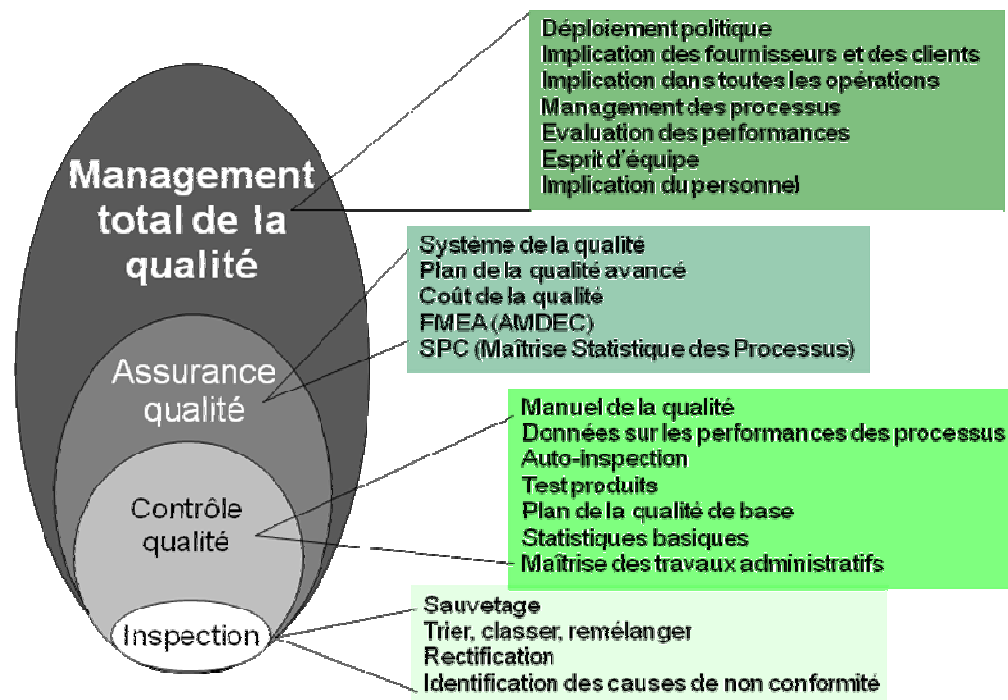 Déploiement politique
Implication des fournisseurs et des clients
Implication dans toutes les opérations
Management des processus
Evaluation des performances
Esprit d'équipe
Implication du personnel
Management
total de la
qualité
Système de la qualité
Plan de la qualité avancé
Coût de la qualité
FMEA (AMDEC)
SPC (Maîtrise Statistique des Processus)
Assurance
qualité
Manuel de la qualité
Données sur les performances des processus
Auto-inspection
Test produits
Plan de la qualité de base
Statistiques basiques
Maîtrise des travaux administratifs
Contrôle
qualité
Sauvetage
Trier, classer, remélanger
Rectification
Identification des causes de non conformité
Inspection